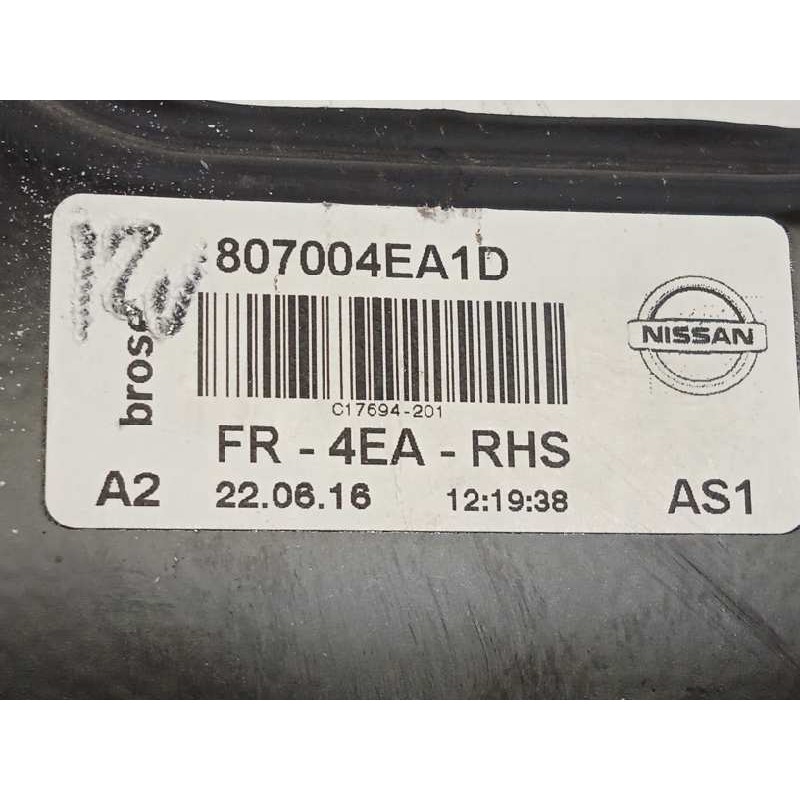 807004EA1D
brose
NISSAN
C17694-201
FR - 4EA - RHS
A2
22.06.16
12:19:38
AS1